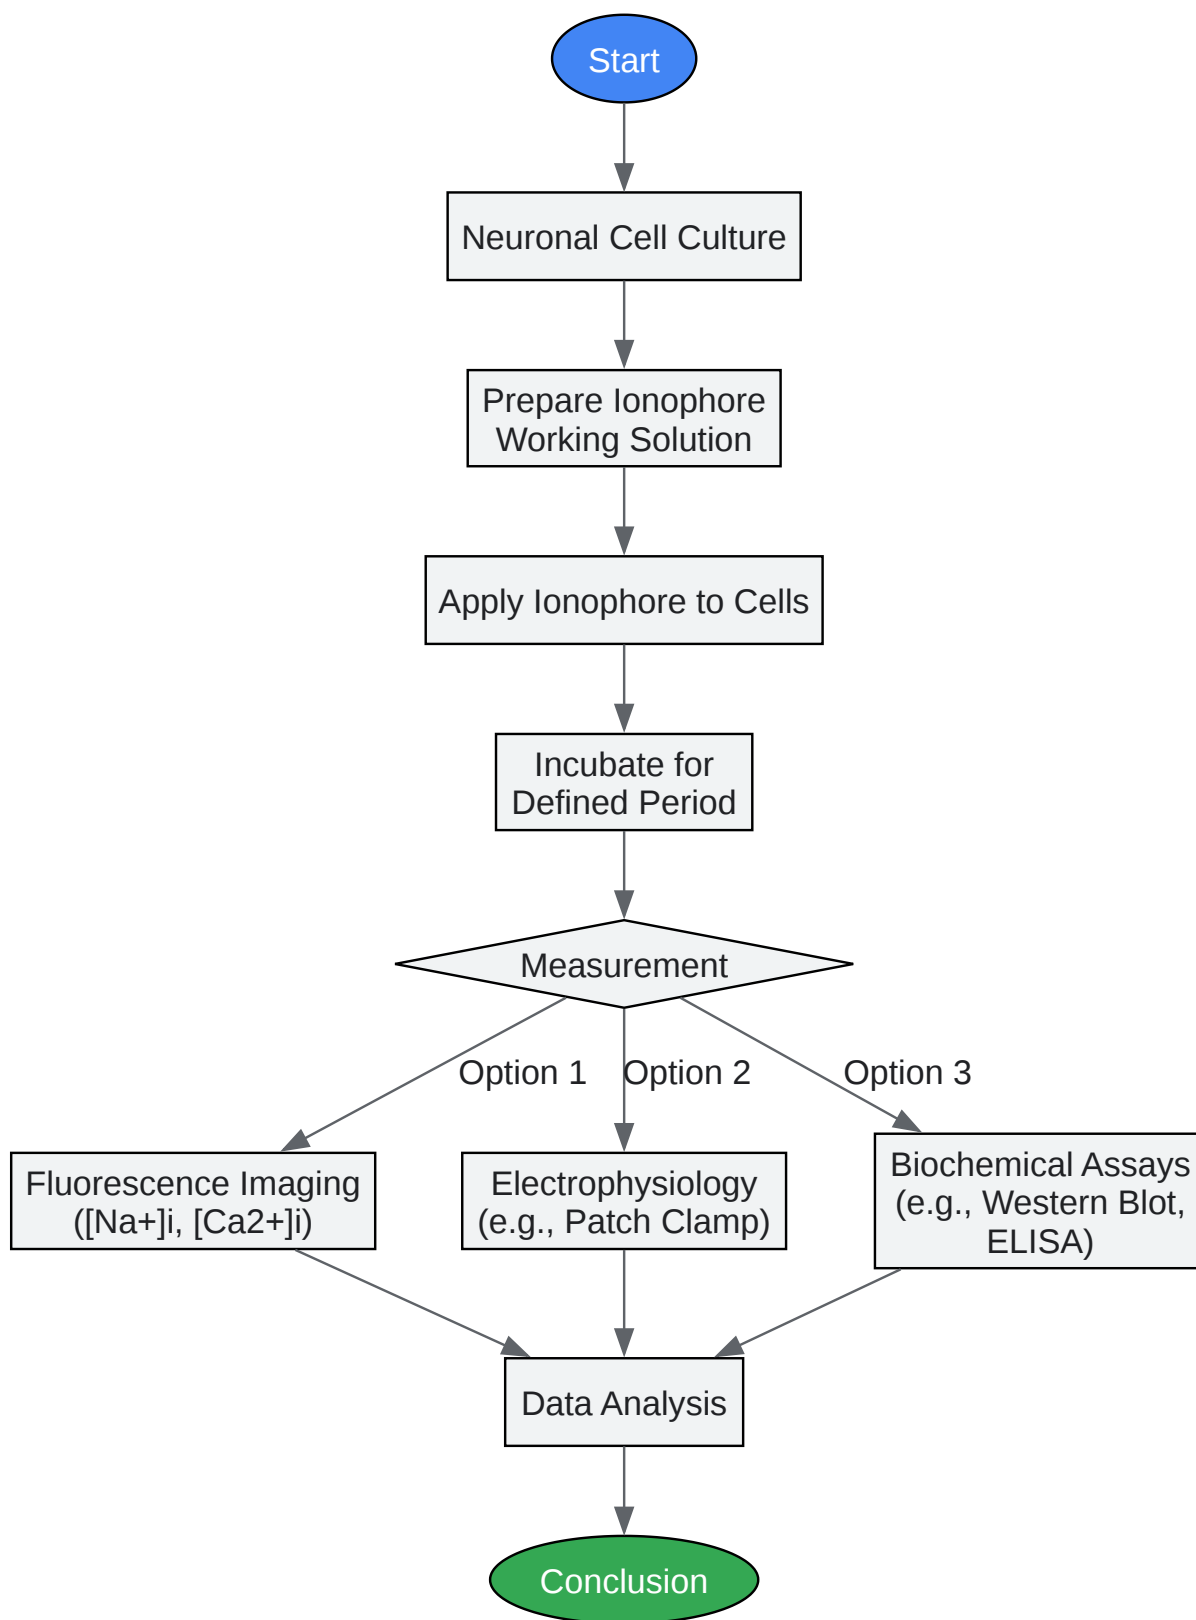 Start
Neuronal Cell Culture
Prepare Ionophore
Working Solution
Apply Ionophore to Cells
Incubate for
Defined Period
Measurement
Option 1
Option 2
Option 3
Fluorescence Imaging
([Na+]i, [Ca2+]i)
Electrophysiology
(e.g., Patch Clamp)
Biochemical Assays
(e.g., Western Blot,
ELISA)
Data Analysis
Conclusion